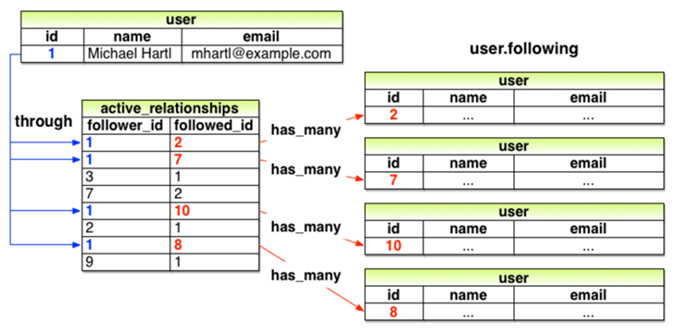 user
id name email
1 Michael Hartl mhartl@example.com
user.following
through
active_relationships
follower_id followed_id
1 2
1 7
3 1
7 2
1 10
2 1
1 8
9 1
has_many
has_many
has_many
has_many
user
id name email
2 ... ...
user
id name email
7 ... ...
user
id name email
10 ... ...
user
id name email
8 ... ...